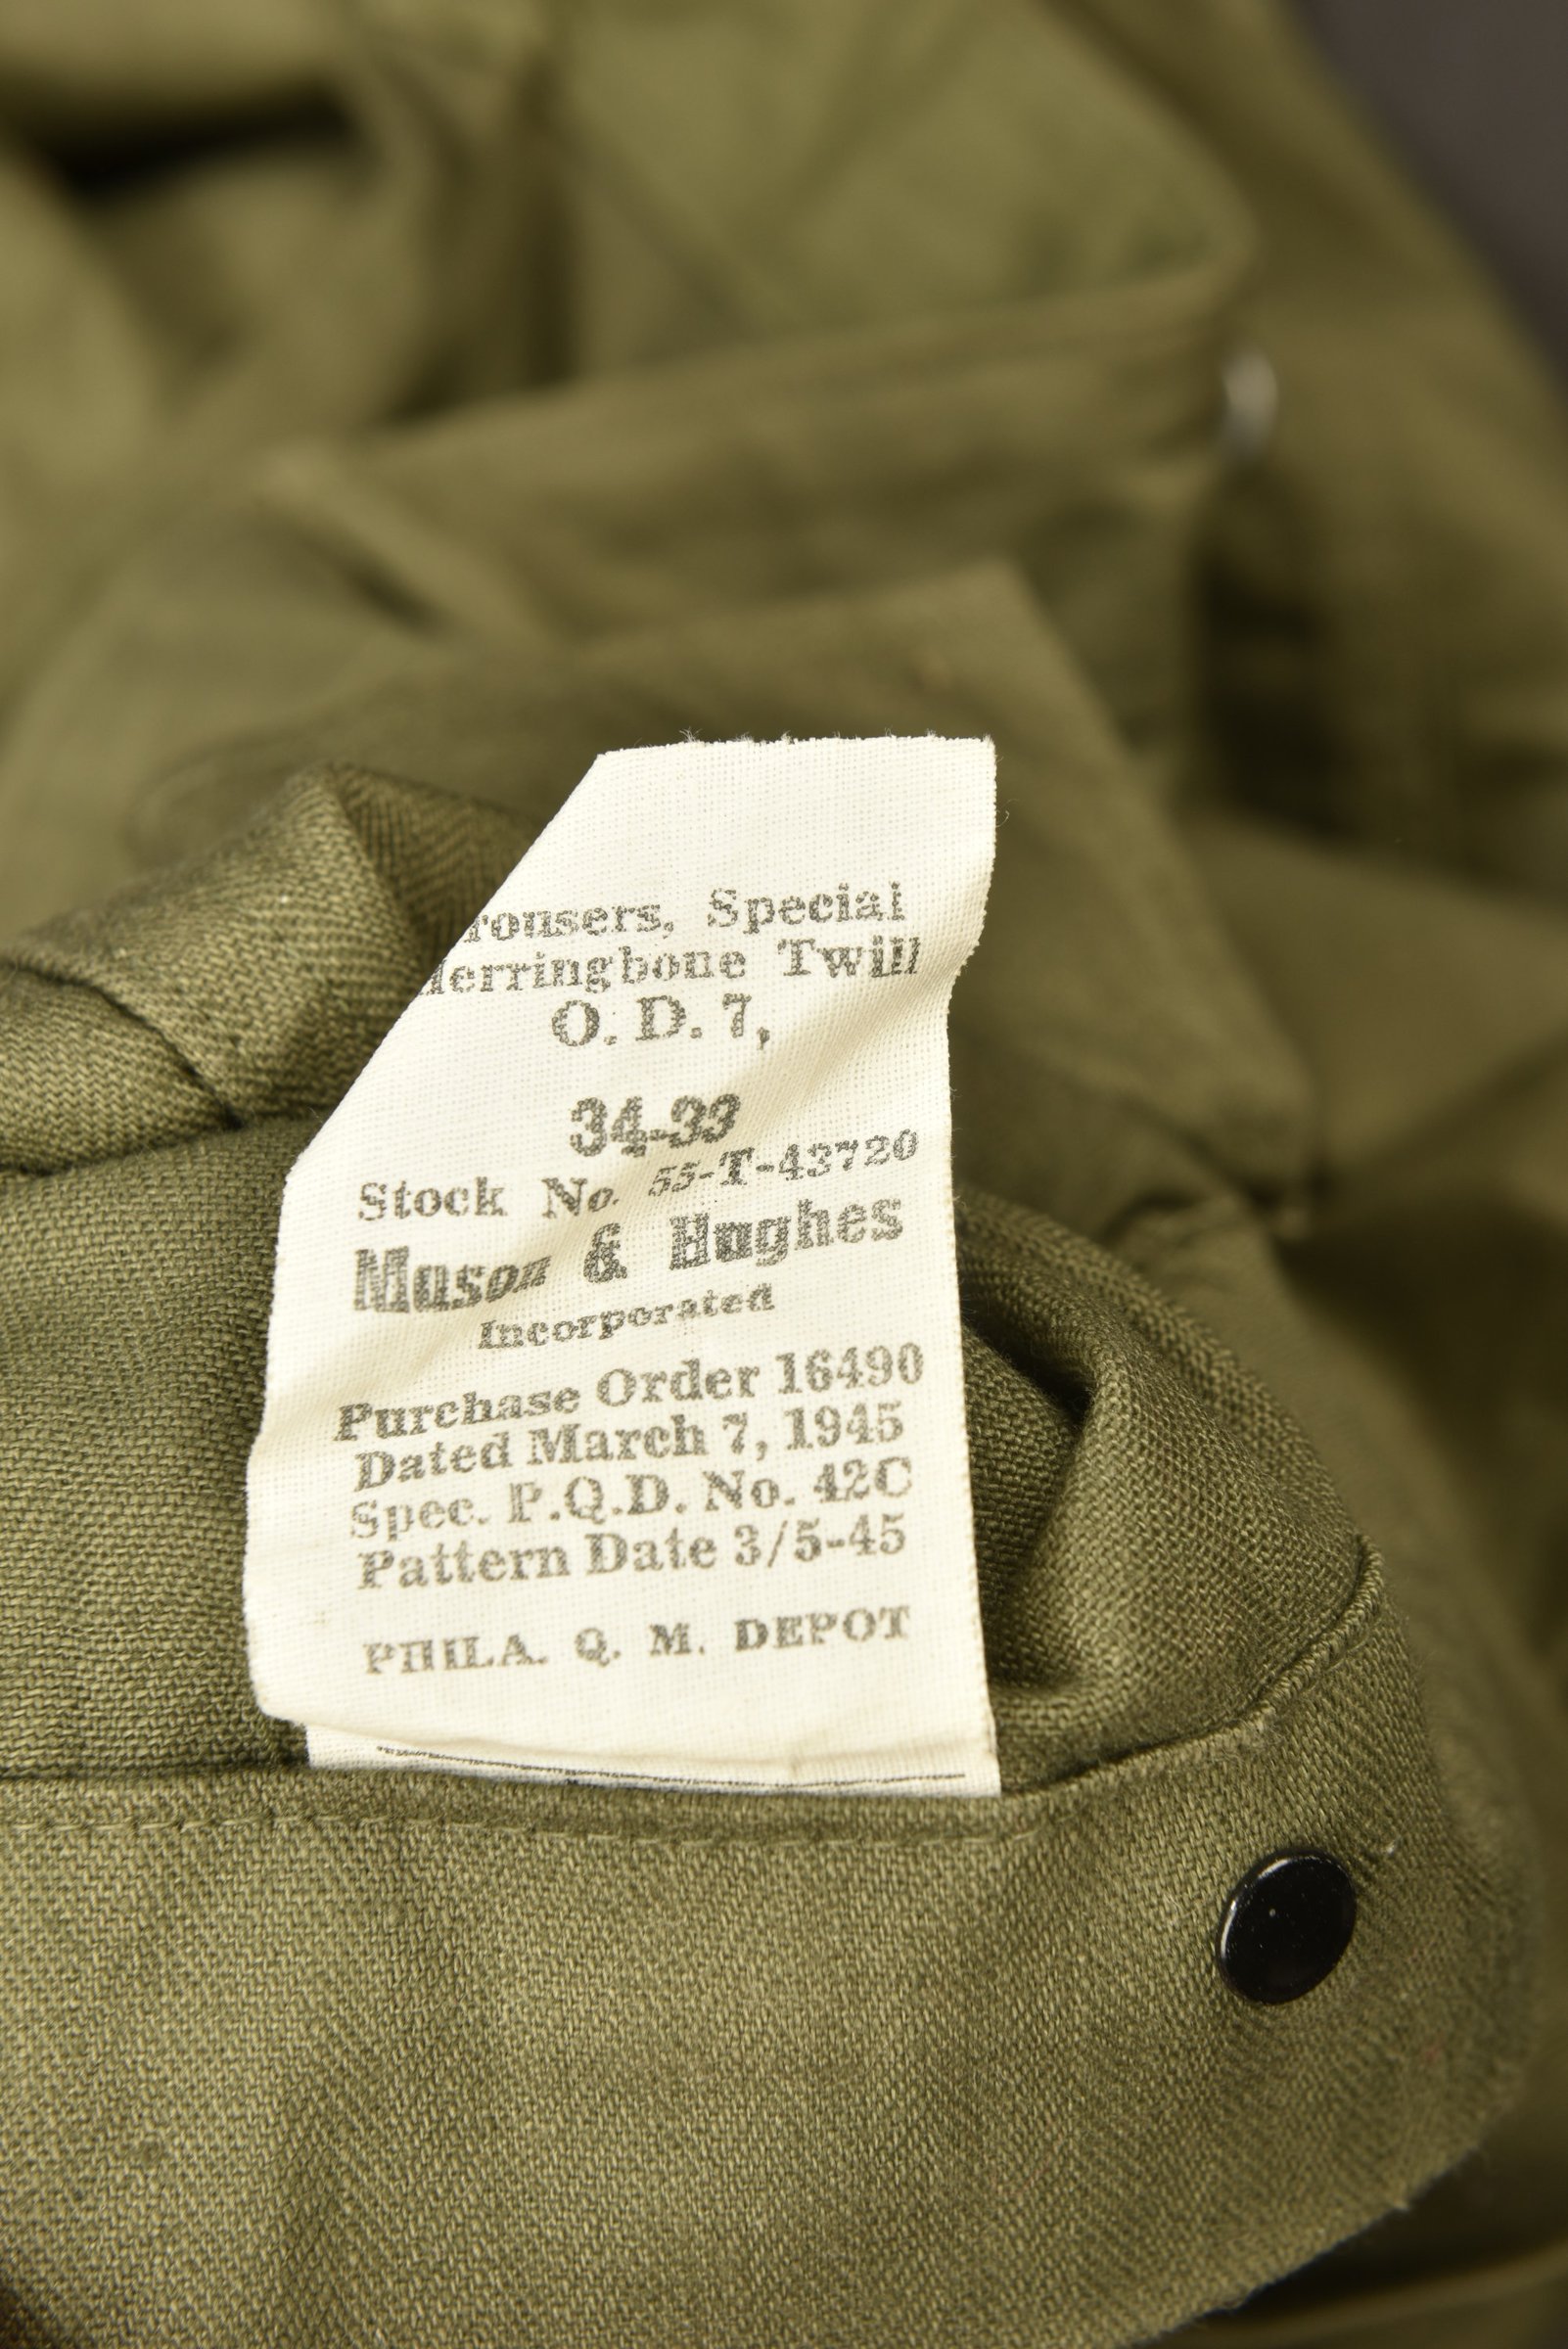 rousers, Special
Herringbone Twill
O. D. 7,
34-33
Stock No. 55-T-43720
Mason & Hughes
Incorporated
Purchase Order 16490
Dated March 7, 1945
Spec. P.Q.D. No. 42C
Pattern Date 3/5-45
PHILA. Q. M. DEPOT